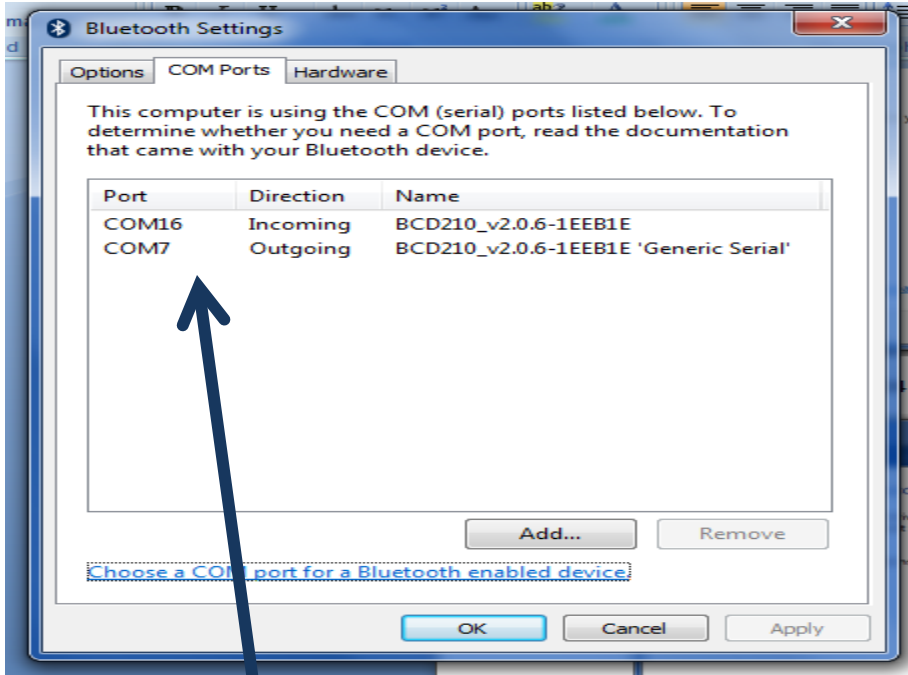 Bluetooth Settings
Options COM Ports Hardware
This computer is using the COM (serial) ports listed below. To
determine whether you need a COM port, read the documentation
that came with your Bluetooth device.
Port Direction Name
COM16 Incoming BCD210_v2.0.6-1EEB1E
COM7 Outgoing BCD210_v2.0.6-1EEB1E 'Generic Serial'
Add... Remove
Choose a COM port for a Bluetooth enabled device.
OK Cancel Apply